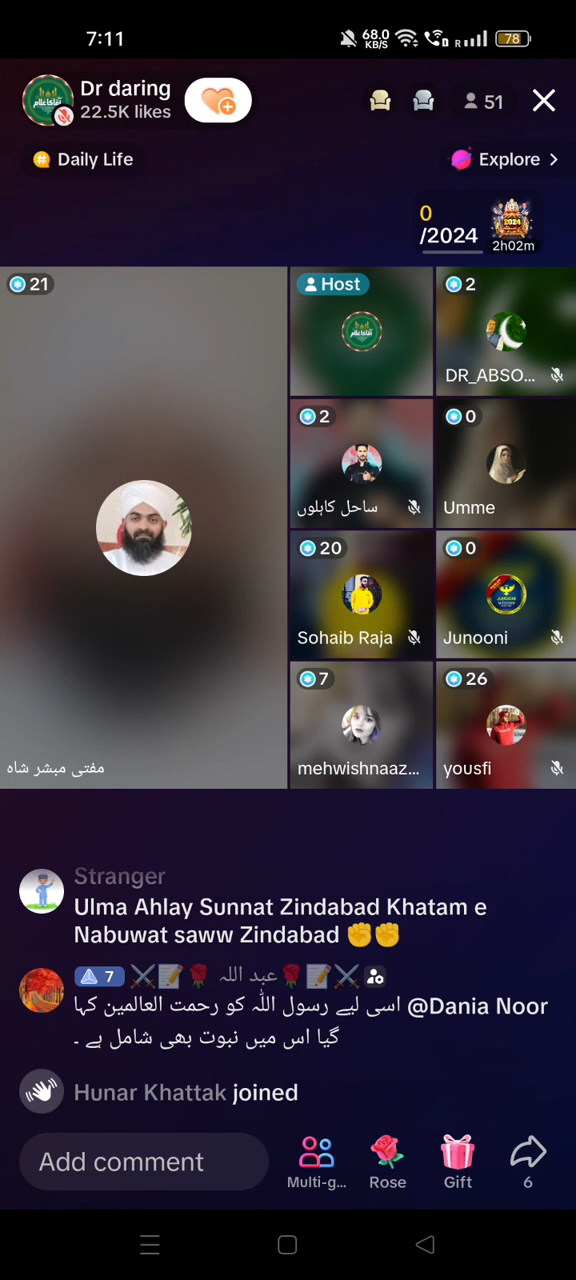 7:11
68.0
KB/S
R
78
Dr daring
22.5K likes
51
Daily Life
Explore
0
/2024
2024
2h02m
21
Host
2
DR_ABSO...
2
ساحل کاہلوں
0
Umme
20
Sohaib Raja
0
Junooni
7
mehwishnaaz...
26
yousfi
مفتی مبشر شاہ
Stranger
Ulma Ahlay Sunnat Zindabad Khatam e
Nabuwat saww Zindabad ✊✊
7 ⚔️📝🌹 عبد اللہ 🌹📝⚔️
@Dania Noor اسی لیے رسول اللہ کو رحمت العالمین کہا
گیا اس میں نبوت بھی شامل ہے ۔
Hunar Khattak joined
Add comment
Multi-g...
Rose
Gift
6